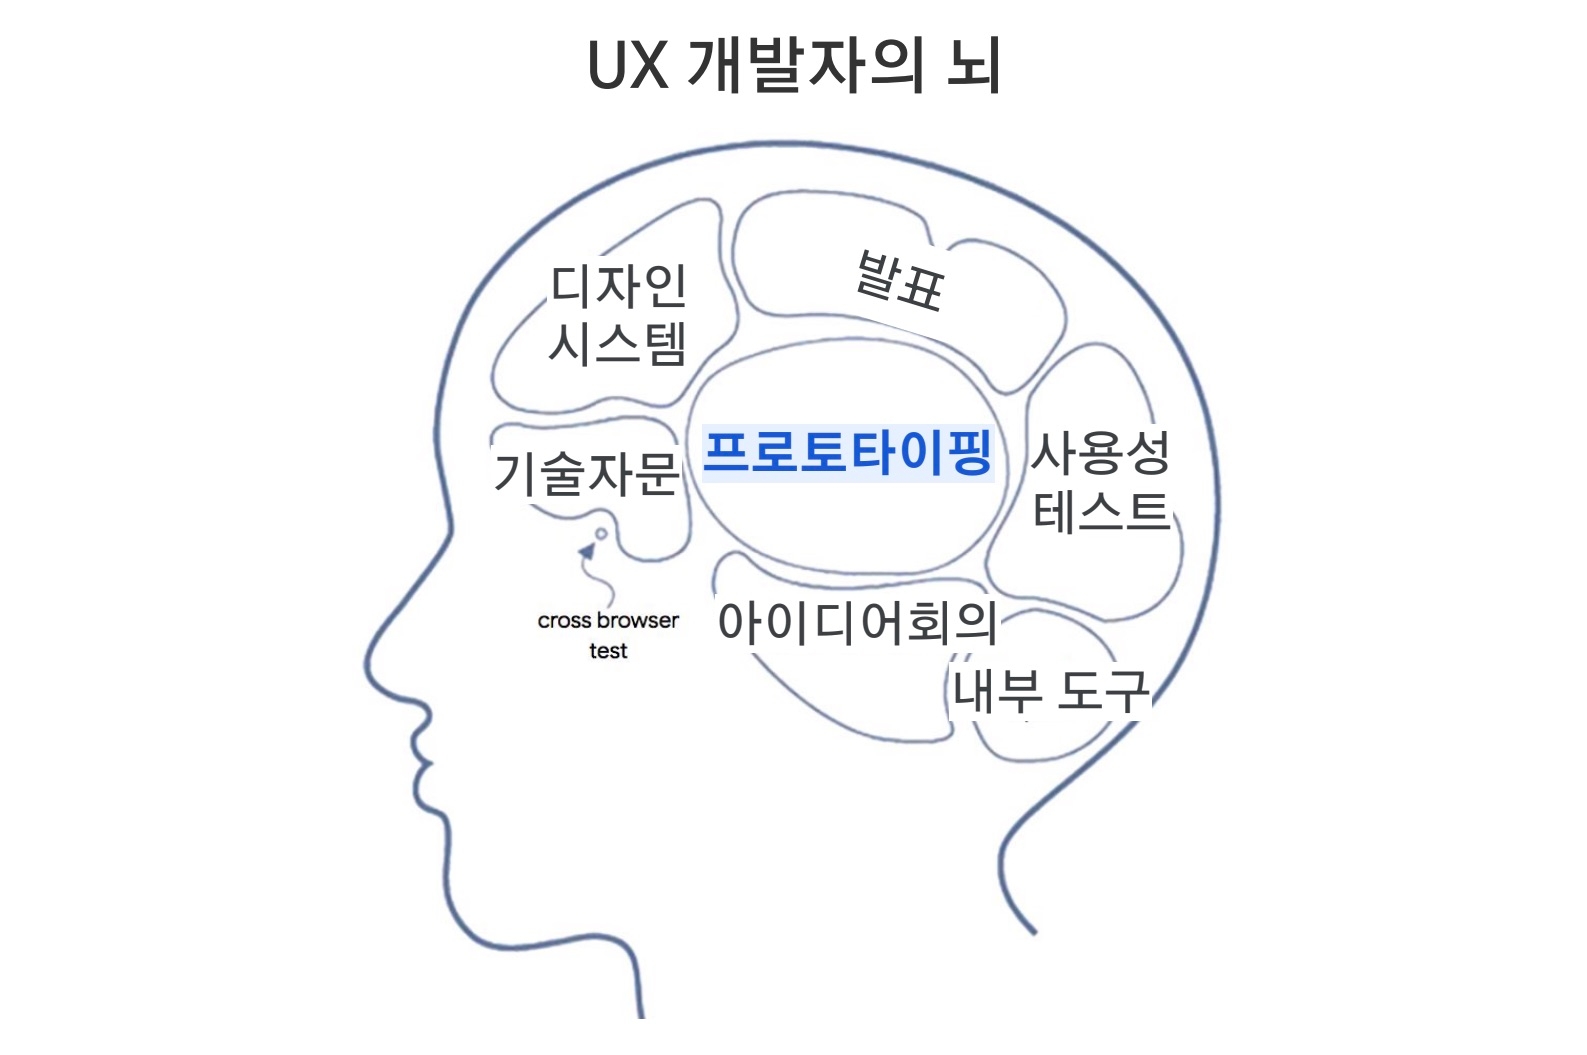 UX 개발자의 뇌
디자인
시스템
발표
기술자문
프로토타이핑
사용성
테스트
cross browser
test
아이디어회의
내부 도구